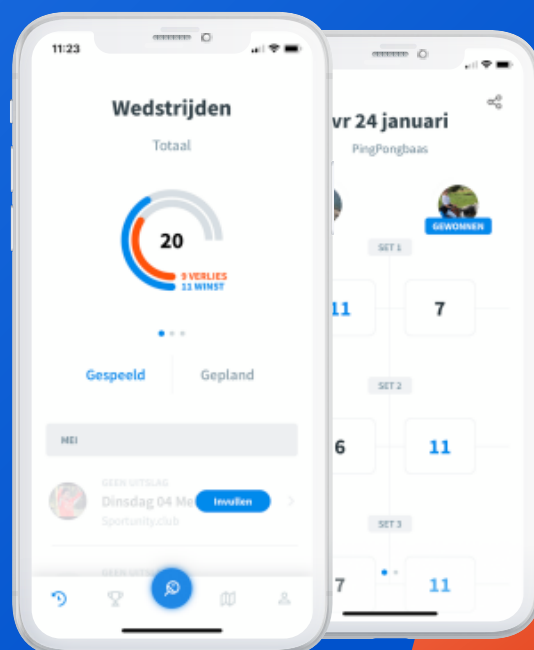 11:23
Wedstrijden
Totaal
20
9 VERLIES
11 WINST
Gespeeld
Gepland
MEI
GEEN UITSLAG
Dinsdag 04 Me
Invullen
Sportunity.club
vr 24 januari
PingPongbaas
GEWONNEN
SET 1
11
7
SET 2
6
11
SET 3
7
11